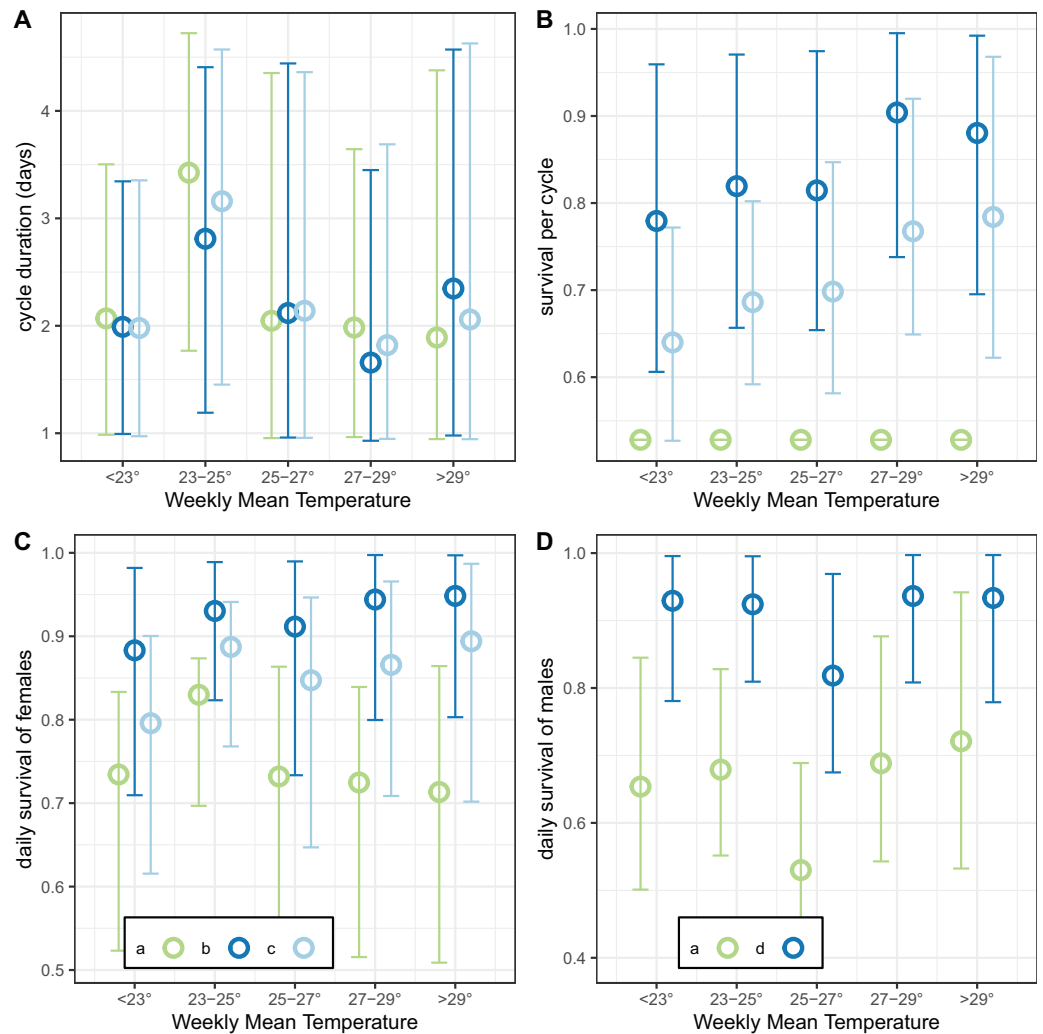 A
cycle duration (days)
4
3
2
1
<23° 23−25° 25−27° 27−29° >29°
Weekly Mean Temperature
B
survival per cycle
1.0
0.9
0.8
0.7
0.6
<23° 23−25° 25−27° 27−29° >29°
Weekly Mean Temperature
C
daily survival of females
1.0
0.9
0.8
0.7
0.6
0.5
a b c
<23° 23−25° 25−27° 27−29° >29°
Weekly Mean Temperature
D
daily survival of males
1.0
0.8
0.6
0.4
a d
<23° 23−25° 25−27° 27−29° >29°
Weekly Mean Temperature